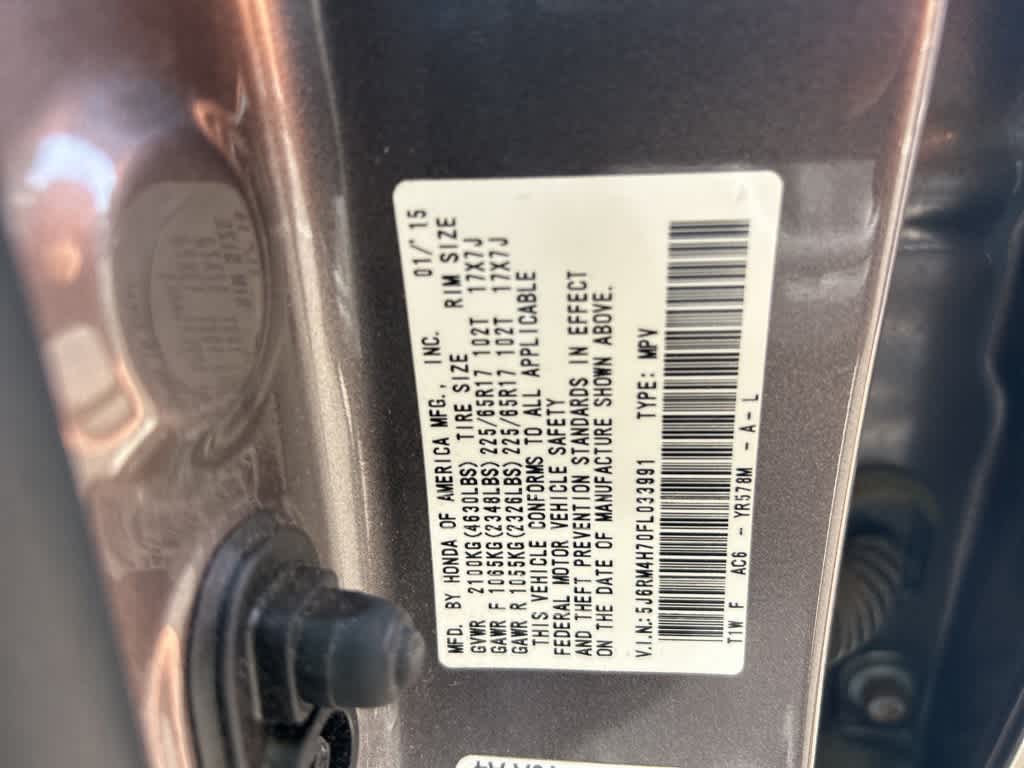 MFD. BY HONDA OF AMERICA MFG., INC. 01/'15
GVWR 2100KG(4630LBS) TIRE SIZE RIM SIZE
GAWR F 1065KG(2348LBS) 225/65R17 102T 17X7J
GAWR R 1055KG(2326LBS) 225/65R17 102T 17X7J
THIS VEHICLE CONFORMS TO ALL APPLICABLE
FEDERAL MOTOR VEHICLE SAFETY
AND THEFT PREVENTION STANDARDS IN EFFECT
ON THE DATE OF MANUFACTURE SHOWN ABOVE.
V.I.N:5J6RM4H70FL033991 TYPE: MPV
T1W F AC6 - YR578M - A - L